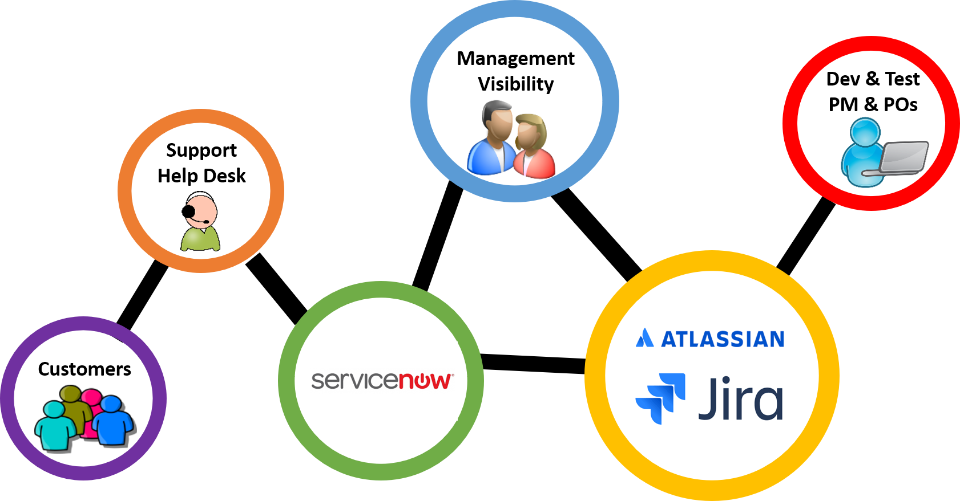 Management
Visibility
Dev & Test
PM & POs
Support
Help Desk
Customers
servicenow
ATLASSIAN
Jira